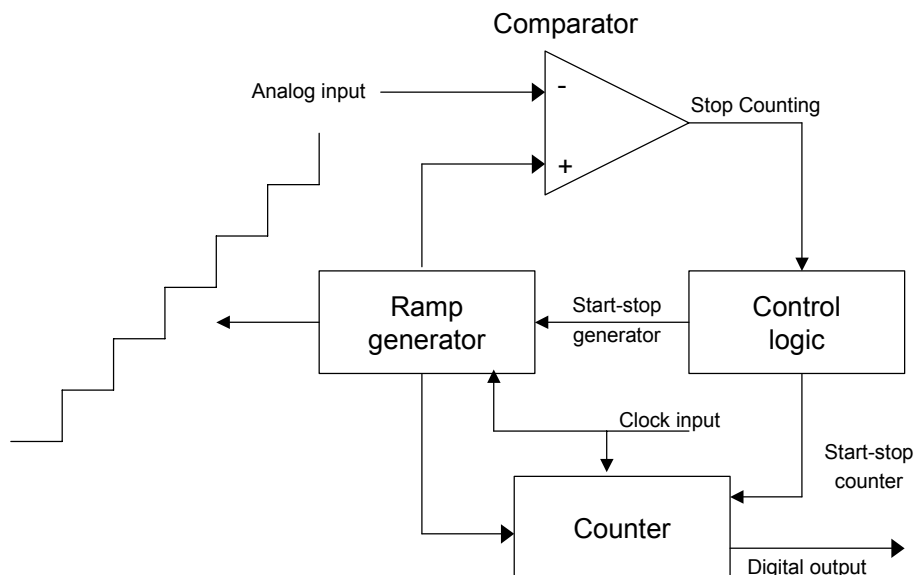 Comparator
Analog input
-
Stop Counting
+
Ramp
generator
Start-stop
generator
Control
logic
Clock input
Start-stop
counter
Counter
Digital output